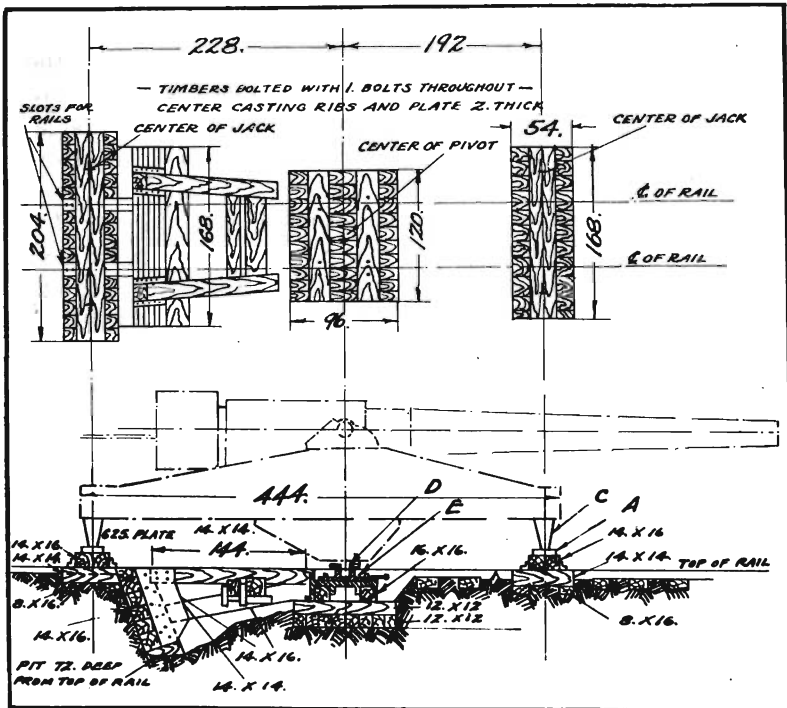 228.
192
— TIMBERS BOLTED WITH 1. BOLTS THROUGHOUT —
CENTER CASTING RIBS AND PLATE 2. THICK
SLOTS FOR
RAILS
CENTER OF JACK
CENTER OF PIVOT
54.
CENTER OF JACK
204.
168.
120.
168.
℄ OF RAIL
℄ OF RAIL
96.
444.
D
E
C
A
.625. PLATE
14. X 14.
144.
14. X 16.
14. X 14.
16. X 16.
14. X 16
14. X 14.
TOP OF RAIL
8. X 16.
14. X 16.
12. X 12
12. X 12
8. X 16.
14. X 16.
14. X 14.
PIT 72. DEEP
FROM TOP OF RAIL